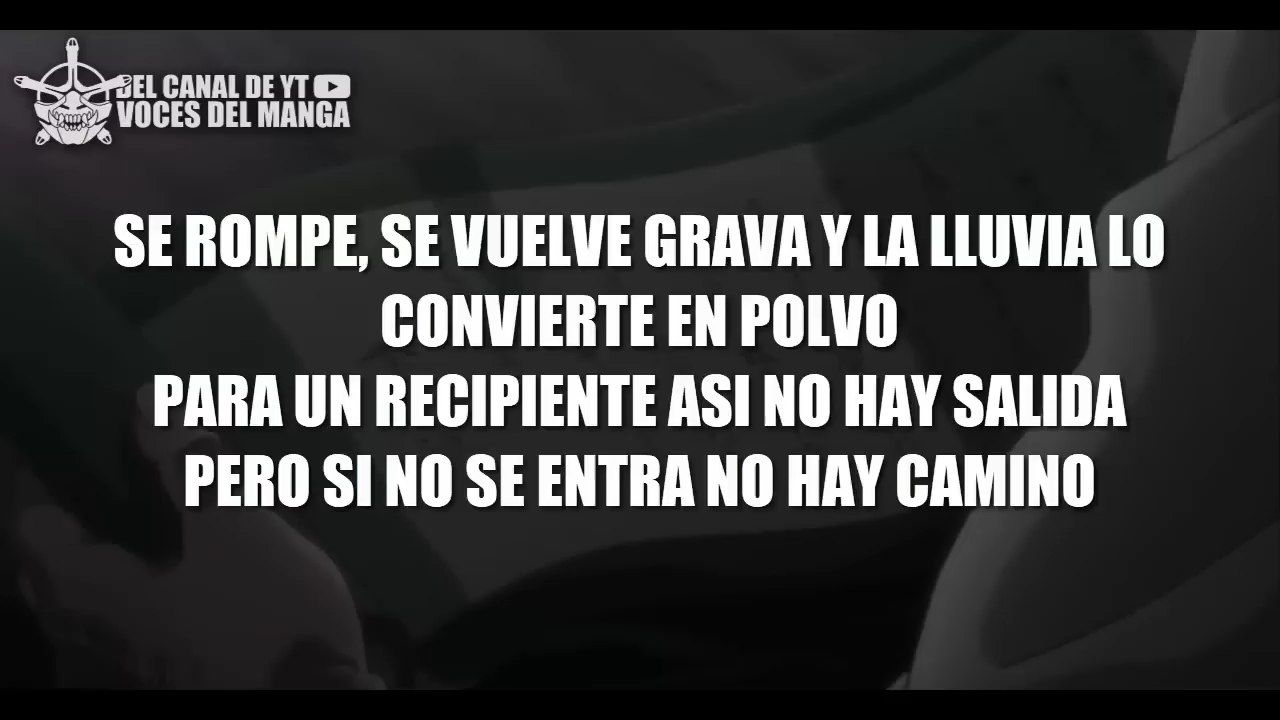 DEL CANAL DE YT
VOCES DEL MANGA
SE ROMPE, SE VUELVE GRAVA Y LA LLUVIA LO
CONVIERTE EN POLVO
PARA UN RECIPIENTE ASI NO HAY SALIDA
PERO SI NO SE ENTRA NO HAY CAMINO